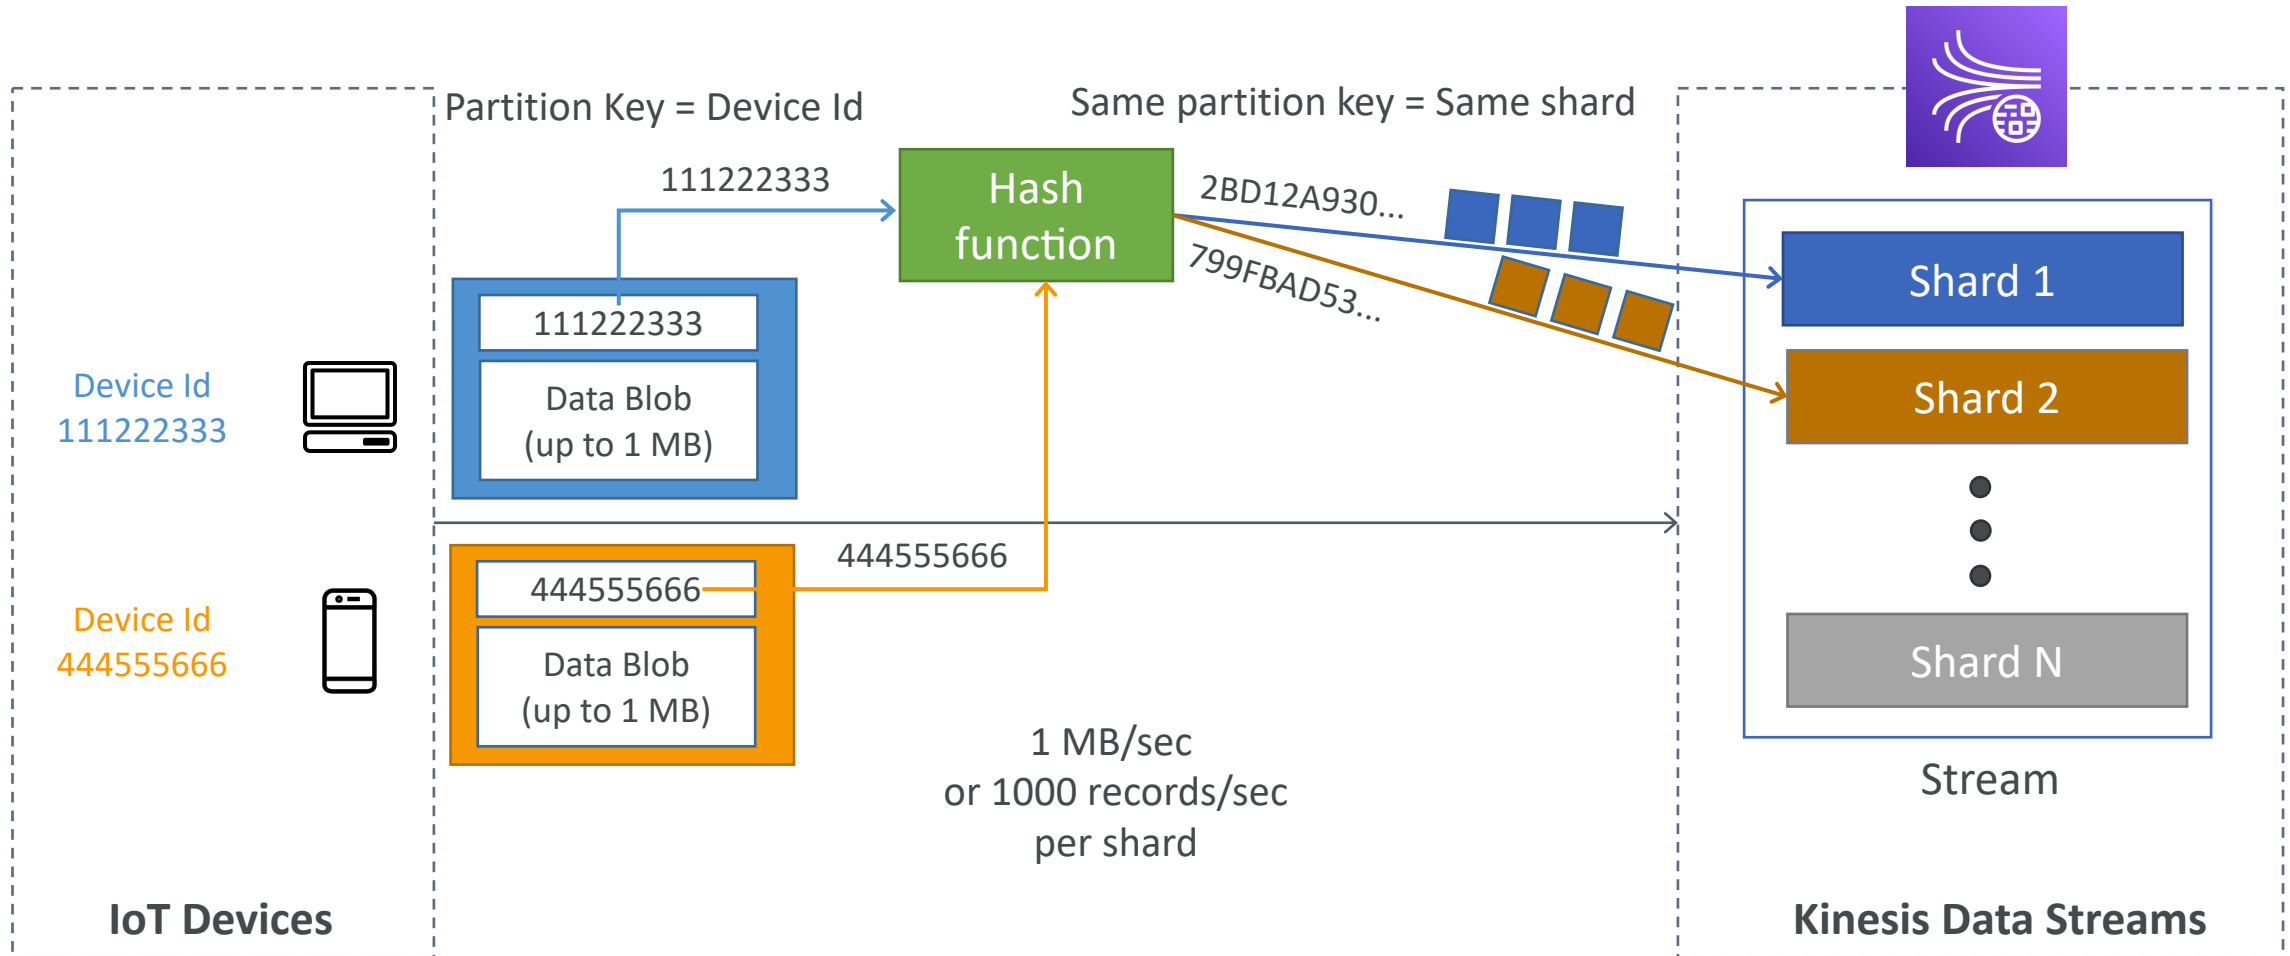 Partition Key = Device Id
Same partition key = Same shard
111222333
Hash
function
2BD12A930...
799FBAD53...
111222333
Data Blob
(up to 1 MB)
Device Id
111222333
444555666
444555666
Data Blob
(up to 1 MB)
Device Id
444555666
1 MB/sec
or 1000 records/sec
per shard
Shard 1
Shard 2
Shard N
Stream
IoT Devices
Kinesis Data Streams